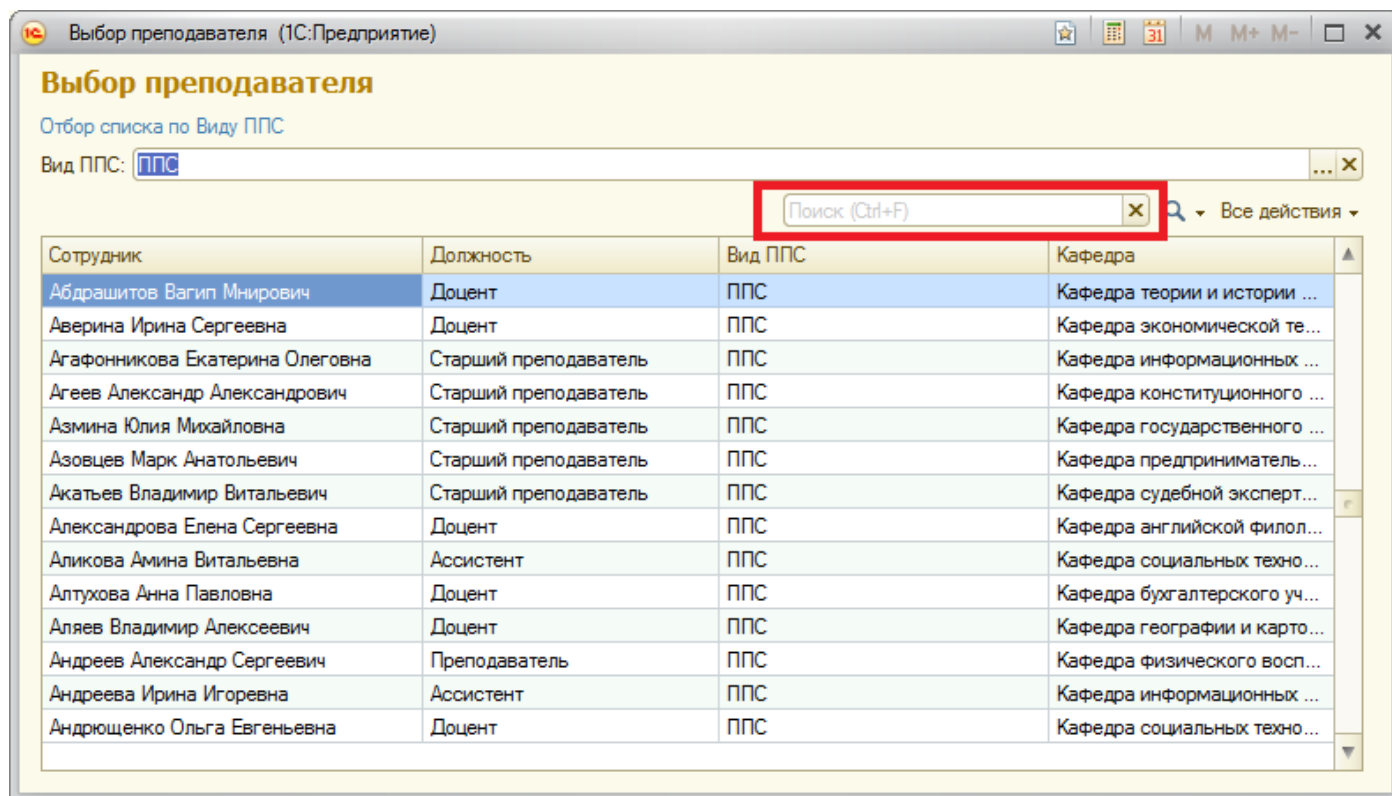 1С Выбор преподавателя (1С:Предприятие) 31 M M+ M-
Выбор преподавателя
Отбор списка по Виду ППС
Вид ППС: ППС ...
Поиск (Ctrl+F) Все действия
Сотрудник Должность Вид ППС Кафедра
Абдрашитов Вагип Мнирович Доцент ППС Кафедра теории и истории ...
Аверина Ирина Сергеевна Доцент ППС Кафедра экономической те...
Агафонникова Екатерина Олеговна Старший преподаватель ППС Кафедра информационных ...
Агеев Александр Александрович Старший преподаватель ППС Кафедра конституционного ...
Азмина Юлия Михайловна Старший преподаватель ППС Кафедра государственного ...
Азовцев Марк Анатольевич Старший преподаватель ППС Кафедра предприниматель...
Акатьев Владимир Витальевич Старший преподаватель ППС Кафедра судебной эксперт...
Александрова Елена Сергеевна Доцент ППС Кафедра английской филол...
Аликова Амина Витальевна Ассистент ППС Кафедра социальных техно...
Алтухова Анна Павловна Доцент ППС Кафедра бухгалтерского уч...
Аляев Владимир Алексеевич Доцент ППС Кафедра географии и карто...
Андреев Александр Сергеевич Преподаватель ППС Кафедра физического восп...
Андреева Ирина Игоревна Ассистент ППС Кафедра информационных ...
Андрющенко Ольга Евгеньевна Доцент ППС Кафедра социальных техно...